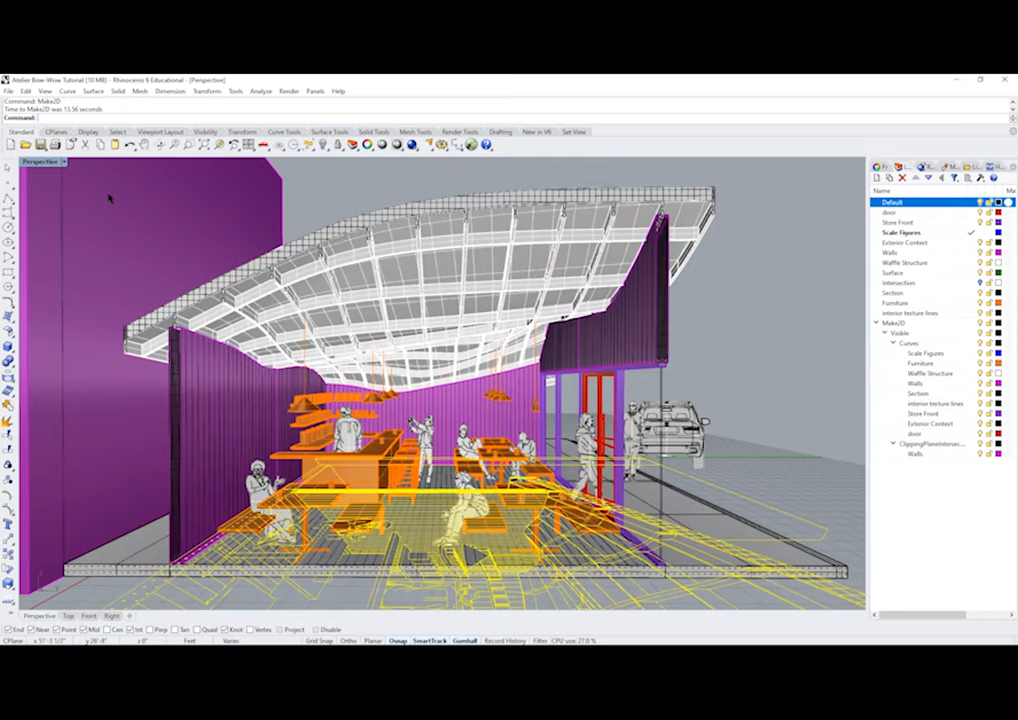 Atelier Bow-Wow Tutorial (10 MB) - Rhinoceros 6 Educational - [Perspective]
File Edit View Curve Surface Solid Mesh Dimension Transform Tools Analyze Render Panels Help
Command: Make2D
Time to Make2D was 13.56 seconds
Command:
Standard CPlanes Display Select Viewport Layout Visibility Transform Curve Tools Surface Tools Solid Tools Mesh Tools Render Tools Drafting New in V6 Set View
Perspective
Name Ma
Default
door
Store Front
Scale Figures
Exterior Context
Walls
Waffle Structure
Surface
Intersection
Section
Furniture
interior texture lines
Make2D
Visible
Curves
Scale Figures
Furniture
Waffle Structure
Walls
Section
interior texture lines
Store Front
Exterior Context
door
ClippingPlaneIntersec...
Walls
Perspective Top Front Right
End Near Point Mid Cen Int Perp Tan Quad Knot Vertex Project Disable
CPlane x 51'-3 1/2" y 26'-8" z 0" Feet Varies Grid Snap Ortho Planar Osnap SmartTrack Gumball Record History Filter CPU use: 27.0 %